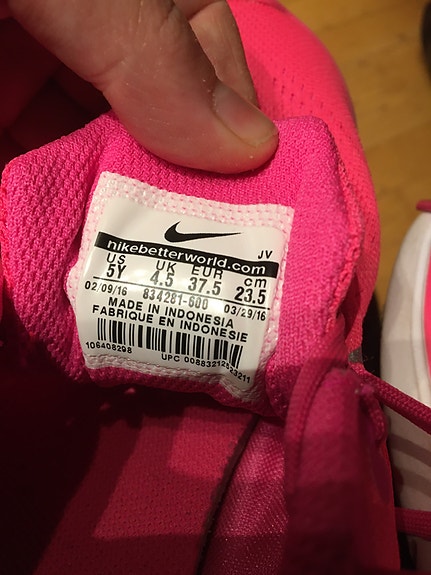 nikebetterworld.com JV
US UK EUR cm
5Y 4.5 37.5 23.5
02/09/16 834281-600 03/29/16
MADE IN INDONESIA
FABRIQUE EN INDONESIE
106408298
UPC